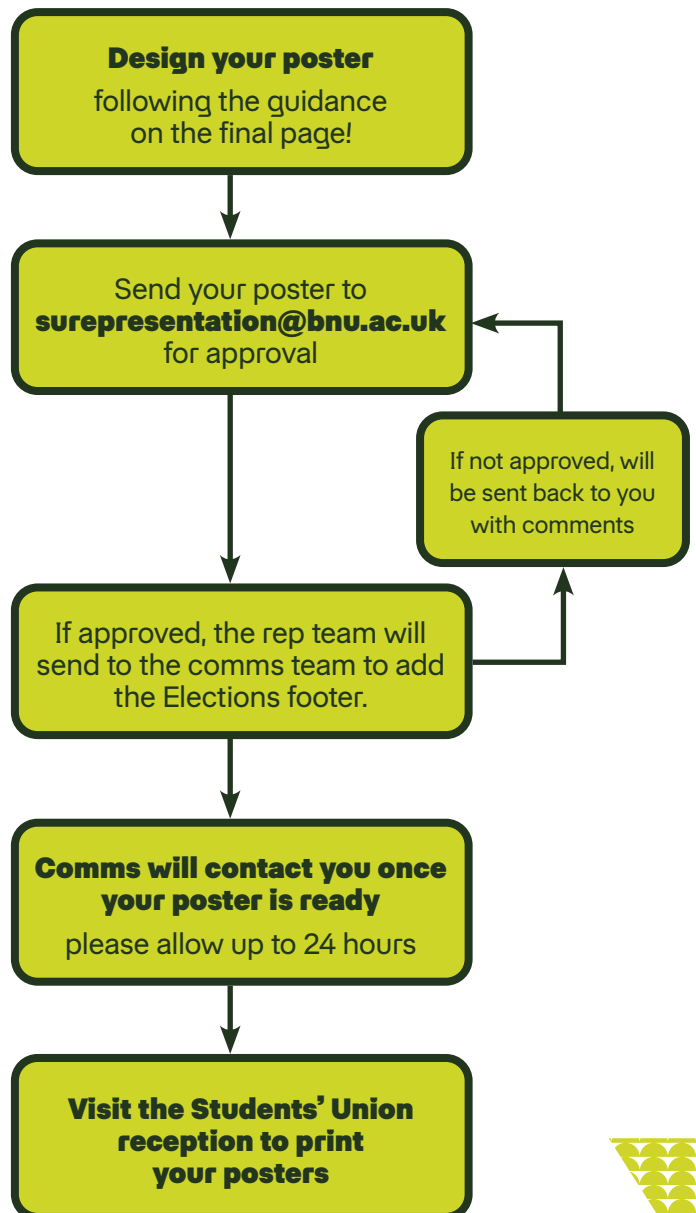 Design your poster
following the guidance
on the final page!
Send your poster to
surepresentation@bnu.ac.uk
for approval
If not approved, will
be sent back to you
with comments
If approved, the rep team will
send to the comms team to add
the Elections footer.
Comms will contact you once
your poster is ready
please allow up to 24 hours
Visit the Students’ Union
reception to print
your posters